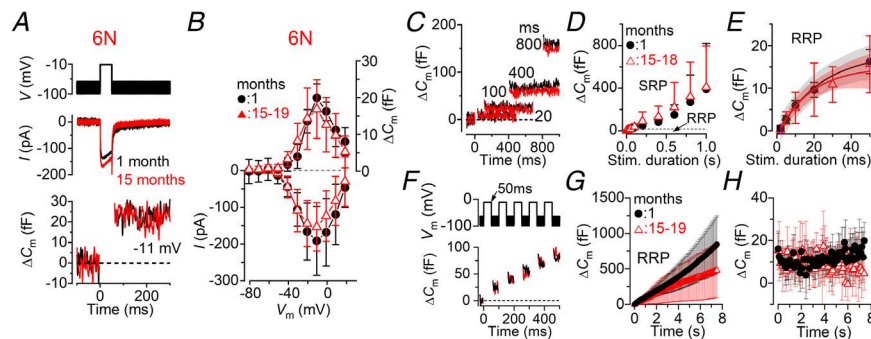 A
6N
V (mV)
-10
-100
I (pA)
0
-100
-200
1 month
15 months
ΔCm (fF)
30
20
10
0
-10
-11 mV
0 200
Time (ms)
B
6N
months
:1
:15-19
100
0
-100
-200
-300
I (pA)
30
20
10
0
ΔCm (fF)
-80 -40 0
Vm (mV)
C
ms
ΔCm (fF)
200
150
100
50
0
800
400
100
20
0 400 800
Time (ms)
D
months
:1
:15-18
ΔCm(fF)
800
400
0
SRP
RRP
0.0 0.5 1.0
Stim. duration (s)
E
RRP
ΔCm(fF)
20
10
0
0 20 40
Stim. duration (ms)
F
50ms
Vm (mV)
0
-100
ΔCm (fF)
100
50
0
0 200 400
Time (ms)
G
months
:1
:15-19
RRP
ΔCm (fF)
1500
1000
500
0
0 2 4 6 8
Time (s)
H
ΔCm (fF)
40
30
20
10
0
-10
0 2 4 6 8
Time (s)